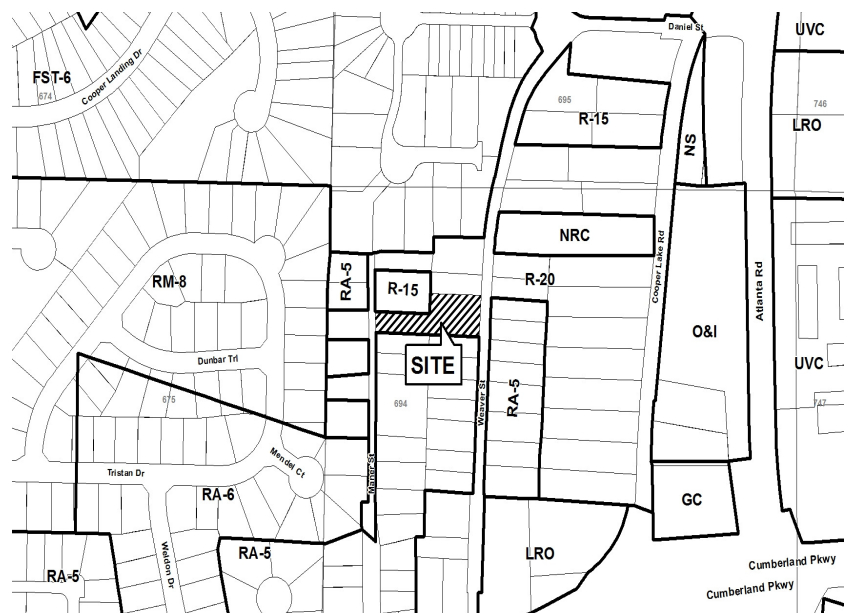 Daniel St
UVC
FST-6
674
Cooper Landing Dr
695
R-15
746
LRO
NS
NRC
RA-5
RM-8
R-15
R-20
Cooper Lake Rd
Atlanta Rd
O&I
SITE
Dunbar Trl
UVC
675
694
Weaver St
RA-5
747
Mendel Ct
Maner St
Tristan Dr
RA-6
GC
Weldon Dr
RA-5
LRO
RA-5
Cumberland Pkwy
Cumberland Pkwy